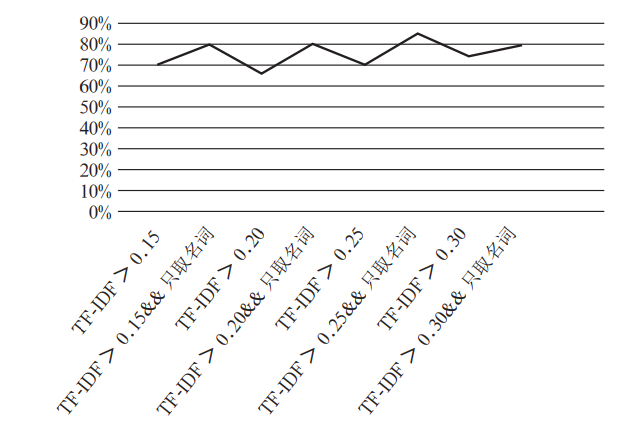 90%
80%
70%
60%
50%
40%
30%
20%
10%
0%
TF-IDF > 0.15
TF-IDF > 0.15&& 只取名词
TF-IDF > 0.20
TF-IDF > 0.20&& 只取名词
TF-IDF > 0.25
TF-IDF > 0.25&& 只取名词
TF-IDF > 0.30
TF-IDF > 0.30&& 只取名词